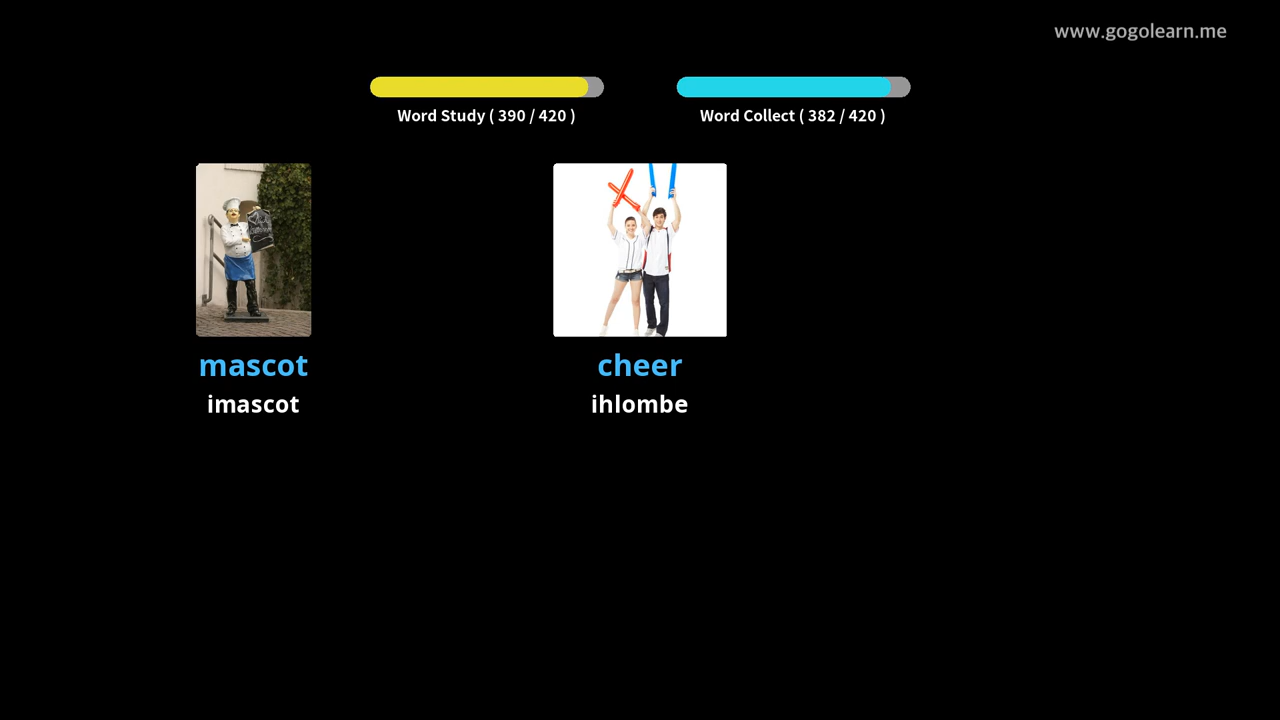 www.gogolearn.me
Word Study ( 390 / 420 )
Word Collect ( 382 / 420 )
mascot
imascot
cheer
ihlombe